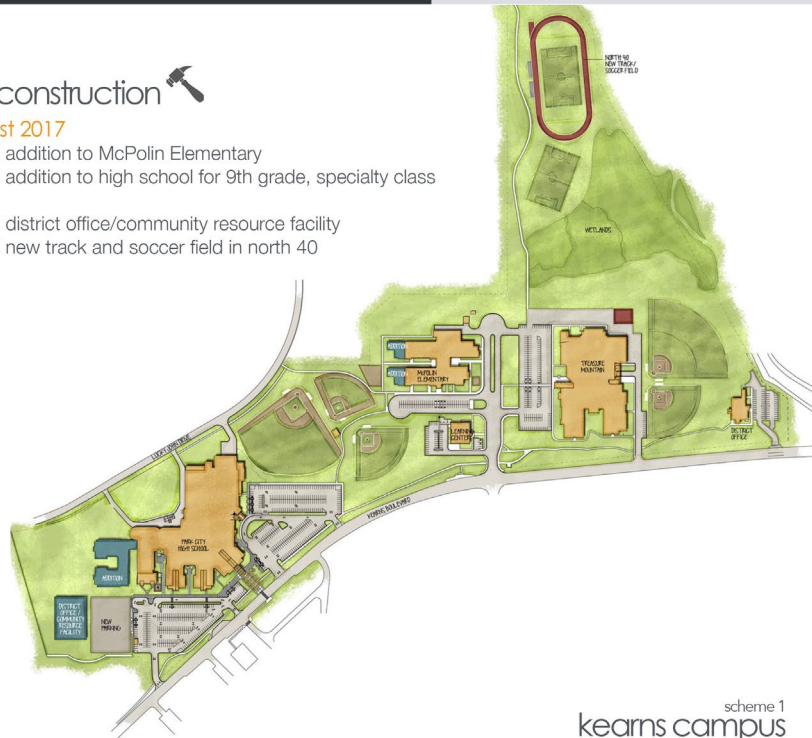 construction
st 2017
addition to McPolin Elementary
addition to high school for 9th grade, specialty class
district office/community resource facility
new track and soccer field in north 40
NORTH 40
NEW TRACK/
SOCCER FIELD
WETLANDS
ADDITION
ADDITION
McPOLIN
ELEMENTARY
TREASURE
MOUNTAIN
LEARNING
CENTER
DISTRICT
OFFICE
KEARNS BOULEVARD
PARK CITY
HIGH SCHOOL
ADDITION
DISTRICT
OFFICE /
COMMUNITY
RESOURCE
FACILITY
NEW
PARKING
scheme 1
kearns campus